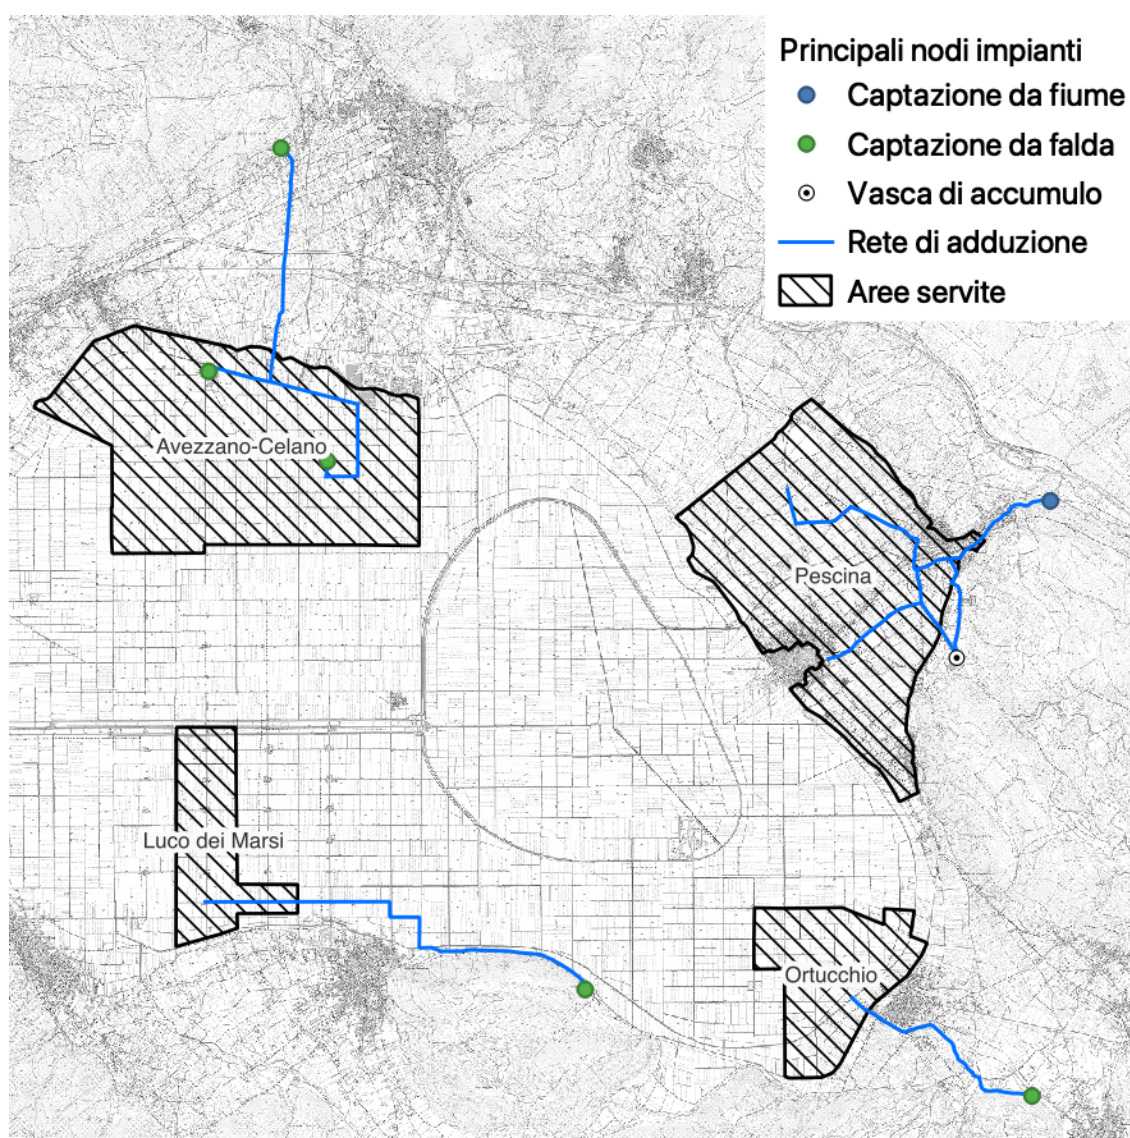 Principali nodi impianti
Captazione da fiume
Captazione da falda
Vasca di accumulo
Rete di adduzione
Aree servite
Avezzano-Celano
Pescina
Luco dei Marsi
Ortucchio